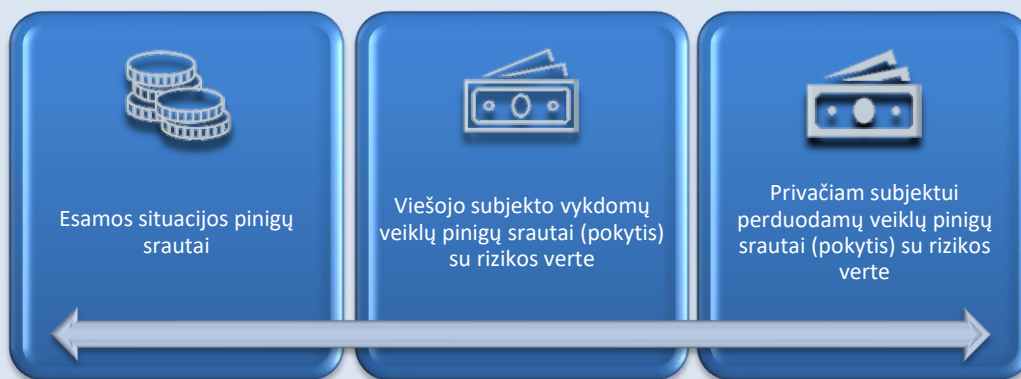 Esamos situacijos pinigų
srautai
Viešojo subjekto vykdomų
veiklų pinigų srautai (pokytis)
su rizikos verte
Privačiam subjektui
perduodamų veiklų pinigų
srautai (pokytis) su rizikos
verte